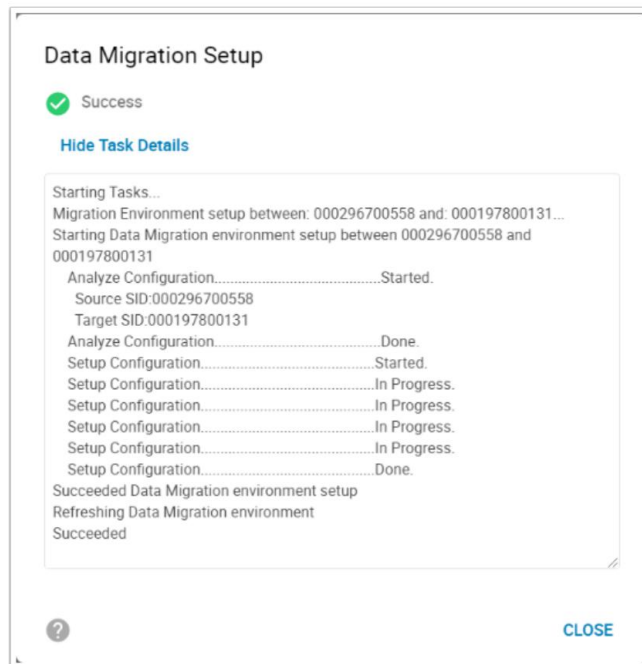 Data Migration Setup
Success
Hide Task Details
Starting Tasks...
Migration Environment setup between: 000296700558 and: 000197800131...
Starting Data Migration environment setup between 000296700558 and
000197800131
Analyze Configuration............................................Started.
Source SID:000296700558
Target SID:000197800131
Analyze Configuration............................................Done.
Setup Configuration..............................................Started.
Setup Configuration..............................................In Progress.
Setup Configuration..............................................In Progress.
Setup Configuration..............................................In Progress.
Setup Configuration..............................................In Progress.
Setup Configuration..............................................Done.
Succeeded Data Migration environment setup
Refreshing Data Migration environment
Succeeded
?
CLOSE